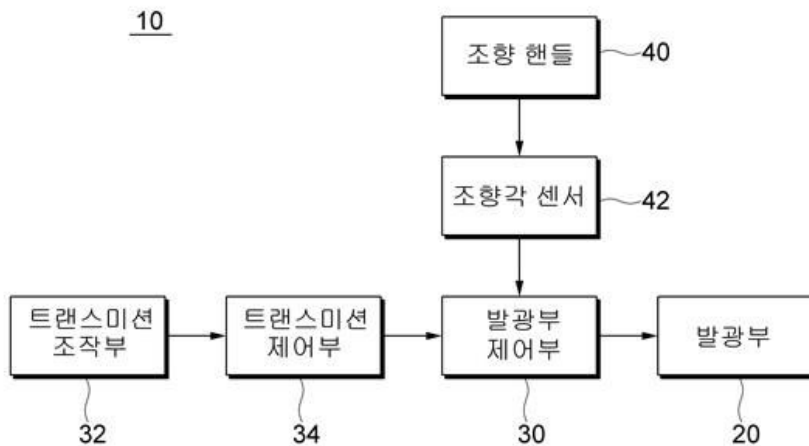 10
조향 핸들
40
조향각 센서
42
트랜스미션
조작부
트랜스미션
제어부
발광부
제어부
발광부
32
34
30
20